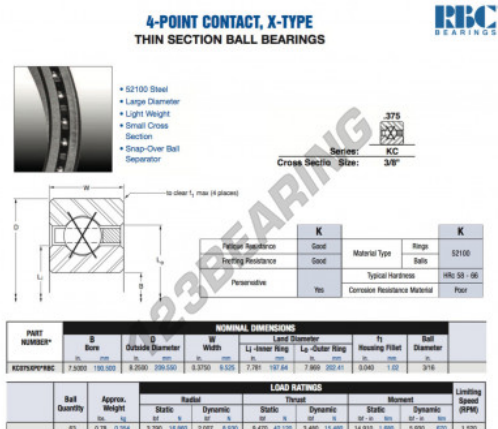 4-POINT CONTACT, X-TYPE
THIN SECTION BALL BEARINGS
RBC
BEARINGS
• 52100 Steel
• Large Diameter
• Light Weight
• Small Cross
Section
• Snap-Over Ball
Separator
.375
Series: KC
Cross Sectio Size: 3/8"
W
to clear f1 max (4 places)
D
B
123BEARING
K K
Fatigue Resistance Good Material Type Rings 52100
Fretting Resistance Good Balls
Perservative Yes Typical Hardness HRc 58 - 66
Corrosion Resistance Material Poor
PART
NUMBER*
NOMINAL DIMENSIONS
B
Bore
D
Outside Diameter
W
Width
Land Diameter
Li -Inner Ring Lo -Outer Ring
f1
Housing Fillet
Ball
Diameter
in. mm in. mm in. mm in. mm in. mm in. mm in.
KC075XP0*RBC 7.5000 190.500 8.2500 209.550 0.3750 9.525 7.781 197.64 7.969 202.41 0.040 1.02 3/16
Ball
Quantity
Approx.
Weight
lbs. kg
LOAD RATINGS
Radial Thrust Moment
Static Dynamic Static Dynamic Static Dynamic
Limiting
Speed
(RPM)